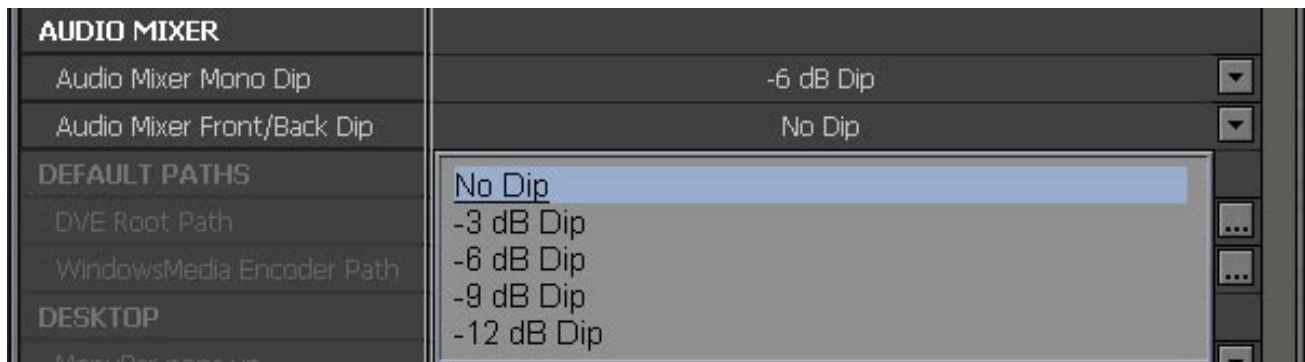 AUDIO MIXER
Audio Mixer Mono Dip -6 dB Dip
Audio Mixer Front/Back Dip No Dip
DEFAULT PATHS
No Dip
DVE Root Path
-3 dB Dip
...
WindowsMedia Encoder Path
-6 dB Dip
...
-9 dB Dip
DESKTOP
-12 dB Dip